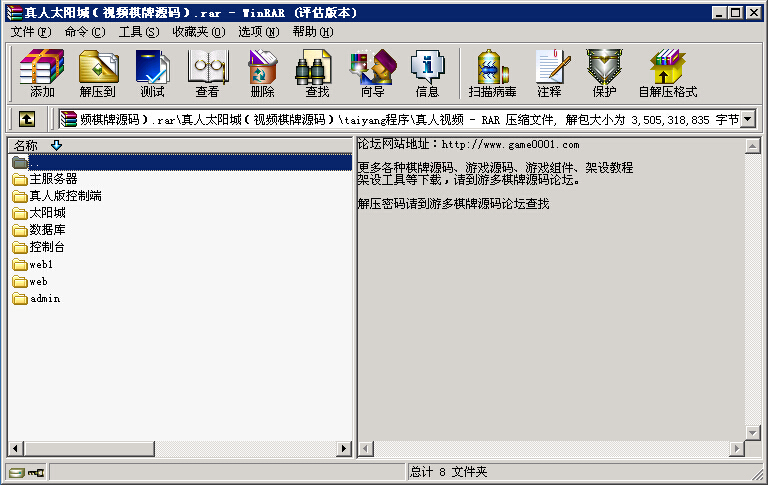 真人太阳城(视频棋牌源码).rar - WinRAR (评估版本)
文件(F) 命令(C) 工具(S) 收藏夹(O) 选项(N) 帮助(H)
添加 解压到 测试 查看 删除 查找 向导 信息 扫描病毒 注释 保护 自解压格式
频棋牌源码).rar\真人太阳城(视频棋牌源码)\taiyang程序\真人视频 - RAR 压缩文件, 解包大小为 3,505,318,835 字节
名称
..
主服务器
真人版控制端
太阳城
数据库
控制台
web1
web
admin
论坛网站地址：http://www.game0001.com
更多各种棋牌源码、游戏源码、游戏组件、架设教程
架设工具等下载，请到游多棋牌源码论坛。
解压密码请到游多棋牌源码论坛查找
总计 8 文件夹